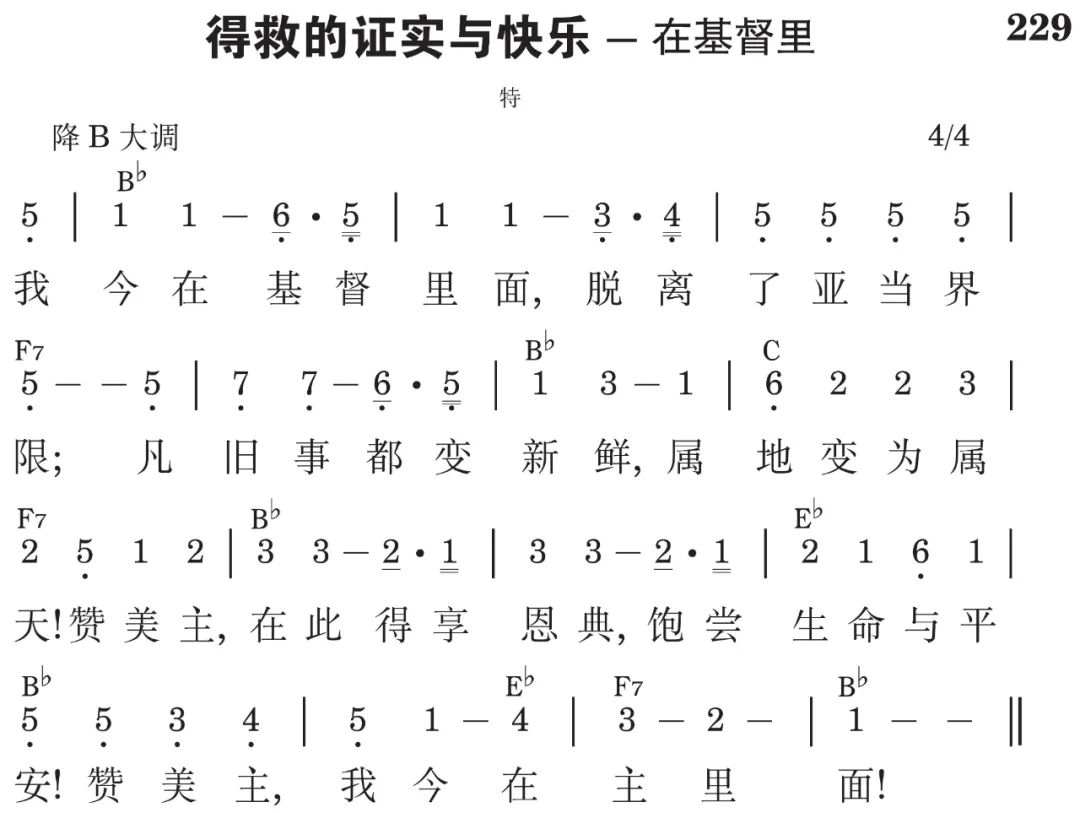 得救的证实与快乐 – 在基督里 229
特
降 B 大调 4/4
B♭
5̣ | 1 1 – 6̣ · 5̣ | 1 1 – 3̣ · 4̣ | 5̣ 5̣ 5̣ 5̣ |
我 今 在 基 督 里 面, 脱 离 了 亚 当 界
F7 B♭ C
5̣ – – 5̣ | 7̣ 7̣ – 6̣ · 5̣ | 1 3 – 1 | 6̣ 2 2 3 |
限; 凡 旧 事 都 变 新 鲜, 属 地 变 为 属
F7 B♭ E♭
2 5̣ 1 2 | 3 3 – 2 · 1 | 3 3 – 2 · 1 | 2 1 6̣ 1 |
天! 赞 美 主, 在 此 得 享 恩 典, 饱 尝 生 命 与 平
B♭ E♭ F7 B♭
5̣ 5̣ 3̣ 4̣ | 5̣ 1 – 4 | 3 – 2 – | 1 – – ‖
安! 赞 美 主, 我 今 在 主 里 面!